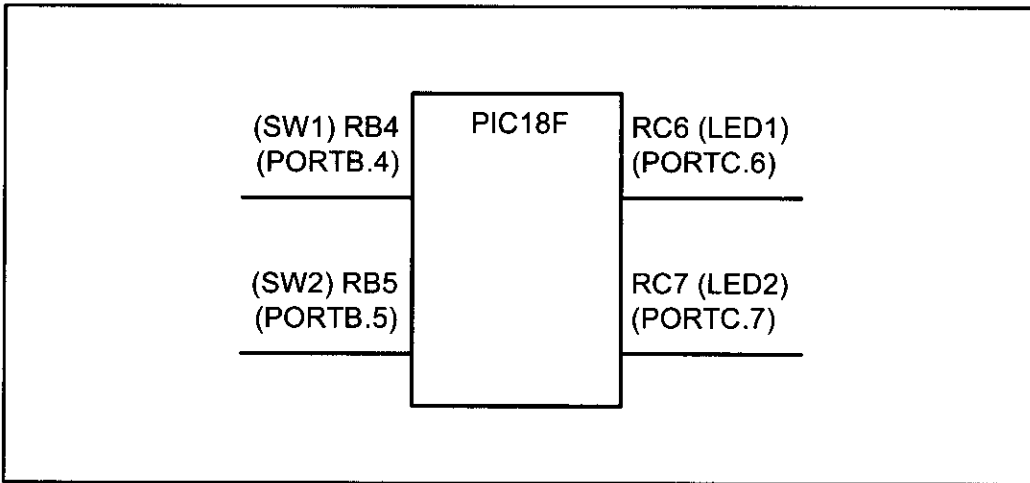 PIC18F
(SW1) RB4
(PORTB.4)
RC6 (LED1)
(PORTC.6)
(SW2) RB5
(PORTB.5)
RC7 (LED2)
(PORTC.7)